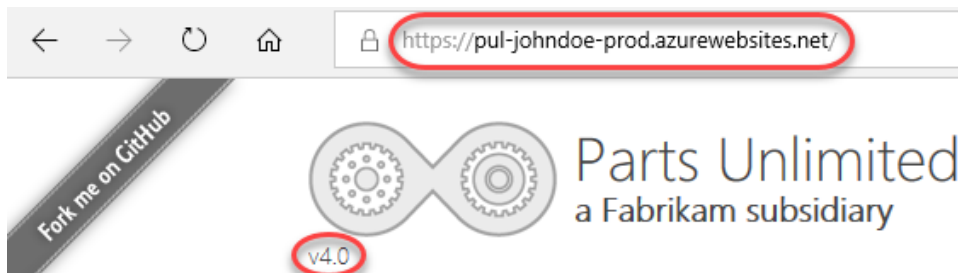 https://pul-johndoe-prod.azurewebsites.net/
Fork me on GitHub
Parts Unlimited
a Fabrikam subsidiary
v4.0